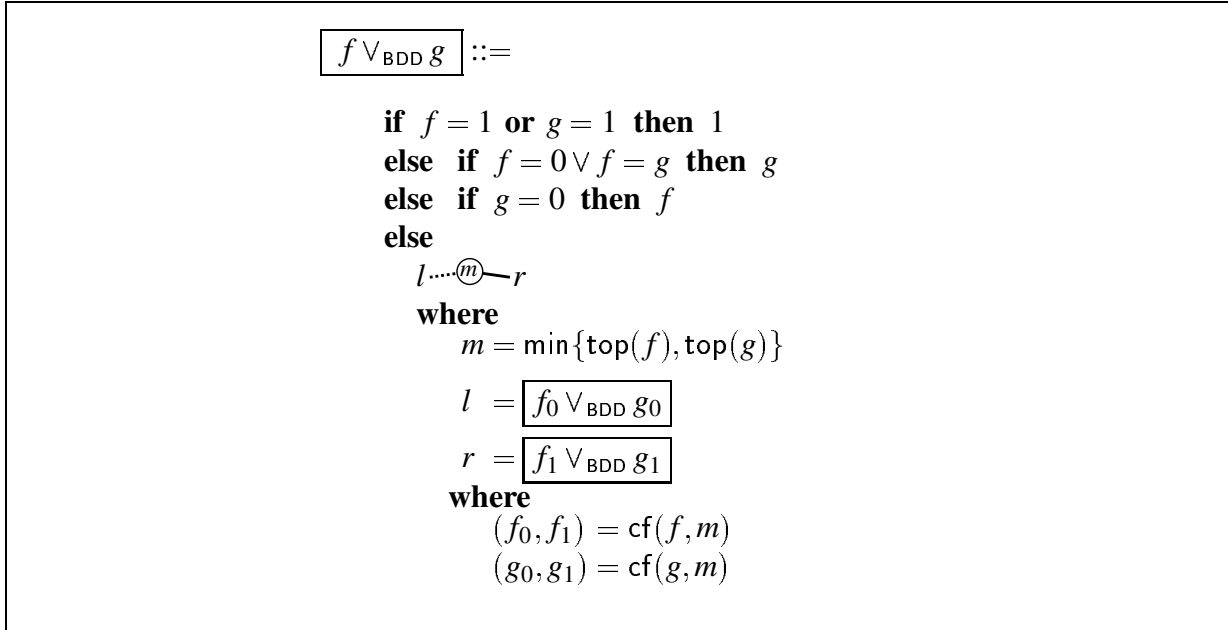 f ∨BDD g ::=
if f = 1 or g = 1 then 1
else if f = 0 ∨ f = g then g
else if g = 0 then f
else
l m r
where
m = min{top(f),top(g)}
l = f0 ∨BDD g0
r = f1 ∨BDD g1
where
(f0, f1) = cf(f,m)
(g0,g1) = cf(g,m)